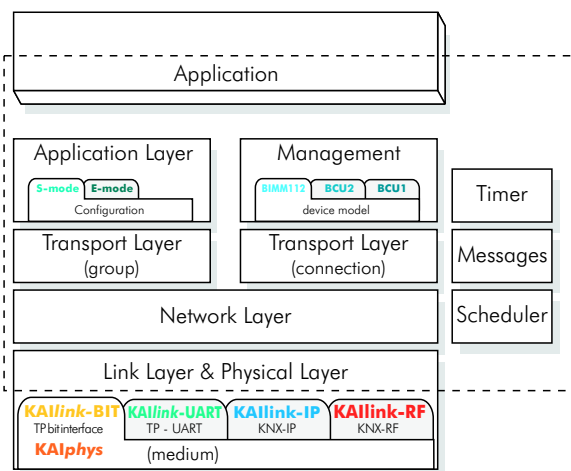 Application
Application Layer
S-mode E-mode
Configuration
Management
BIMM112 BCU2 BCU1
device model
Timer
Transport Layer
(group)
Transport Layer
(connection)
Messages
Network Layer
Scheduler
Link Layer & Physical Layer
KAIlink-BIT KAIlink-UART KAIlink-IP KAIlink-RF
TP bitinterface TP - UART KNX-IP KNX-RF
KAIphys (medium)